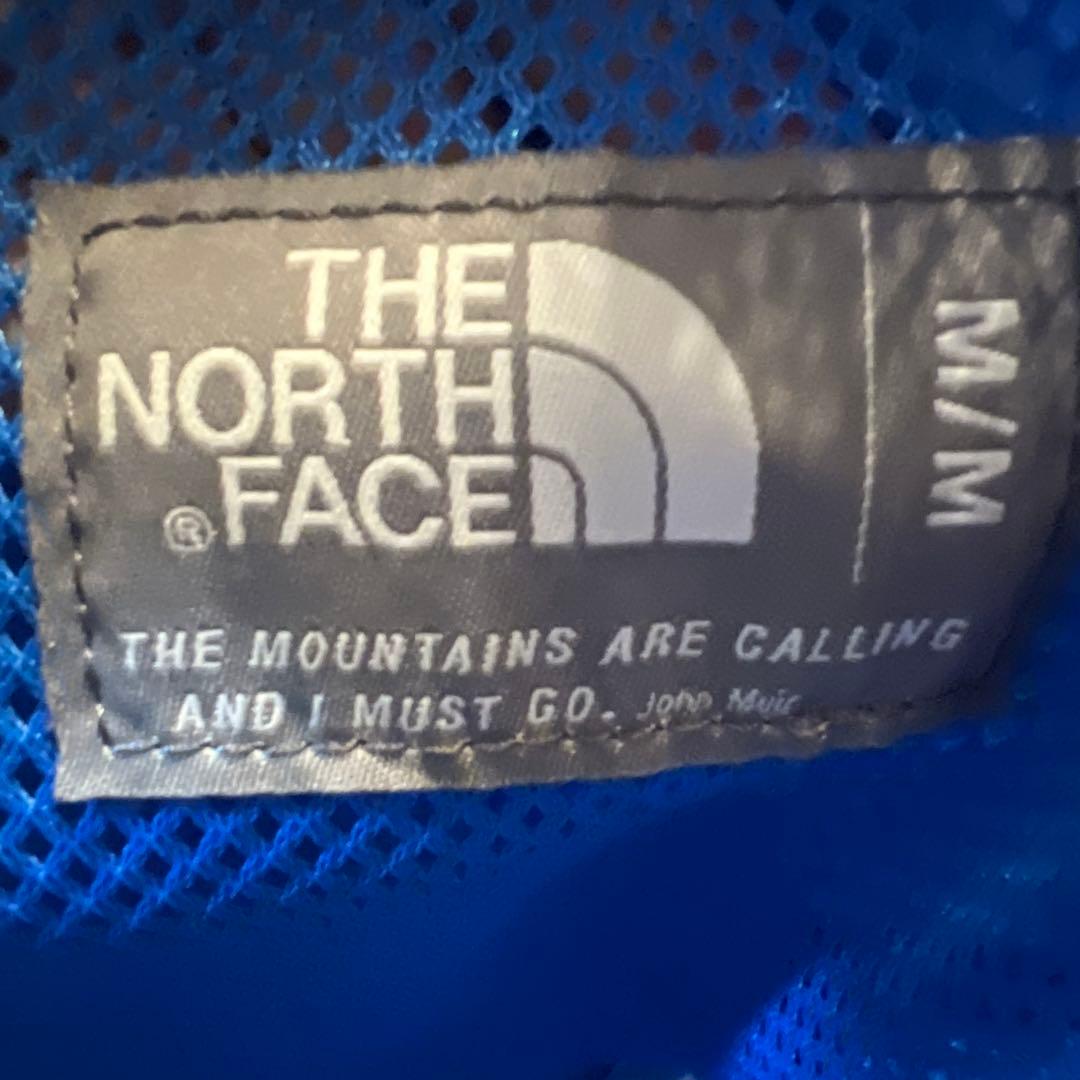 THE
NORTH
® FACE
M/M
THE MOUNTAINS ARE CALLING
AND I MUST GO. John Muir